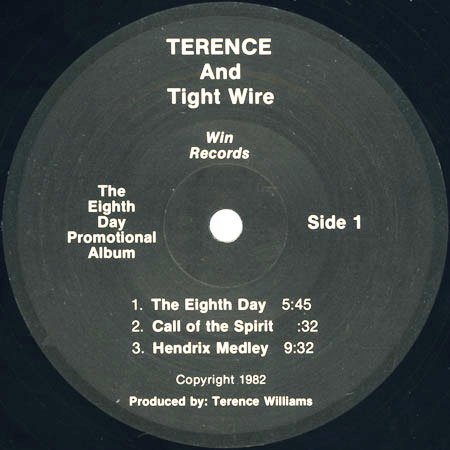 TERENCE
And
Tight Wire
Win
Records
The
Eighth
Day
Promotional
Album
Side 1
1. The Eighth Day 5:45
2. Call of the Spirit :32
3. Hendrix Medley 9:32
Copyright 1982
Produced by: Terence Williams